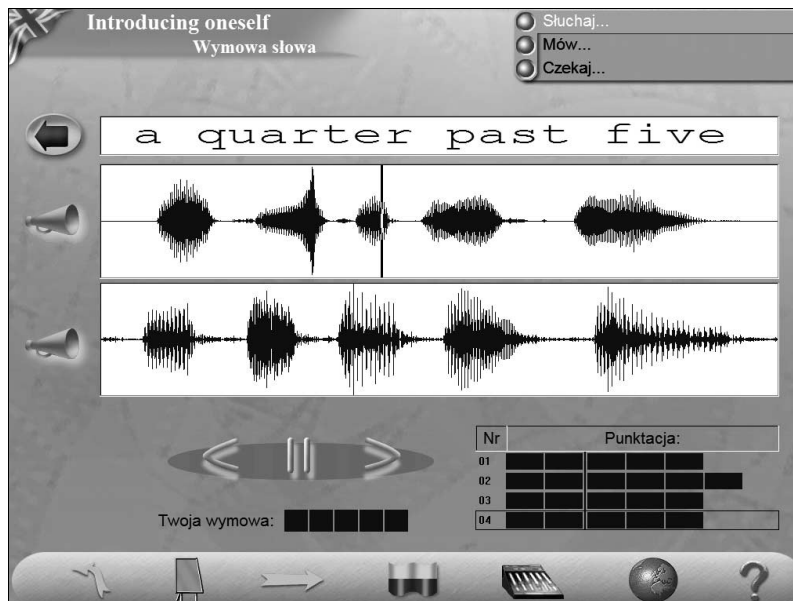 Introducing oneself
Wymowa słowa
Słuchaj...
Mów...
Czekaj...
a quarter past five
Nr Punktacja:
01
02
03
04
Twoja wymowa:
?